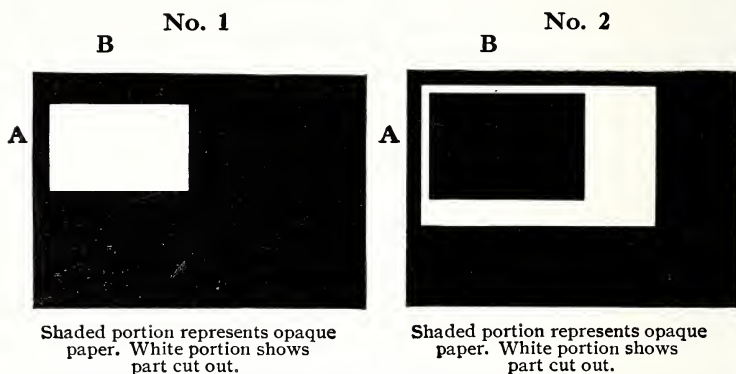 No. 1
B
A
Shaded portion represents opaque
paper. White portion shows
part cut out.
No. 2
B
A
Shaded portion represents opaque
paper. White portion shows
part cut out.